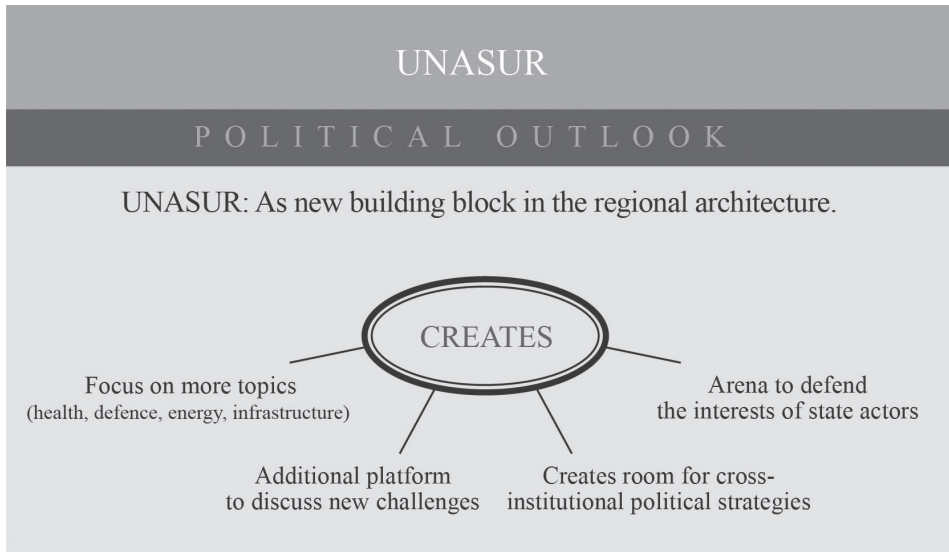 UNASUR
POLITICAL OUTLOOK
UNASUR: As new building block in the regional architecture.
CREATES
Focus on more topics
(health, defence, energy, infrastructure)
Additional platform
to discuss new challenges
Creates room for cross-
institutional political strategies
Arena to defend
the interests of state actors